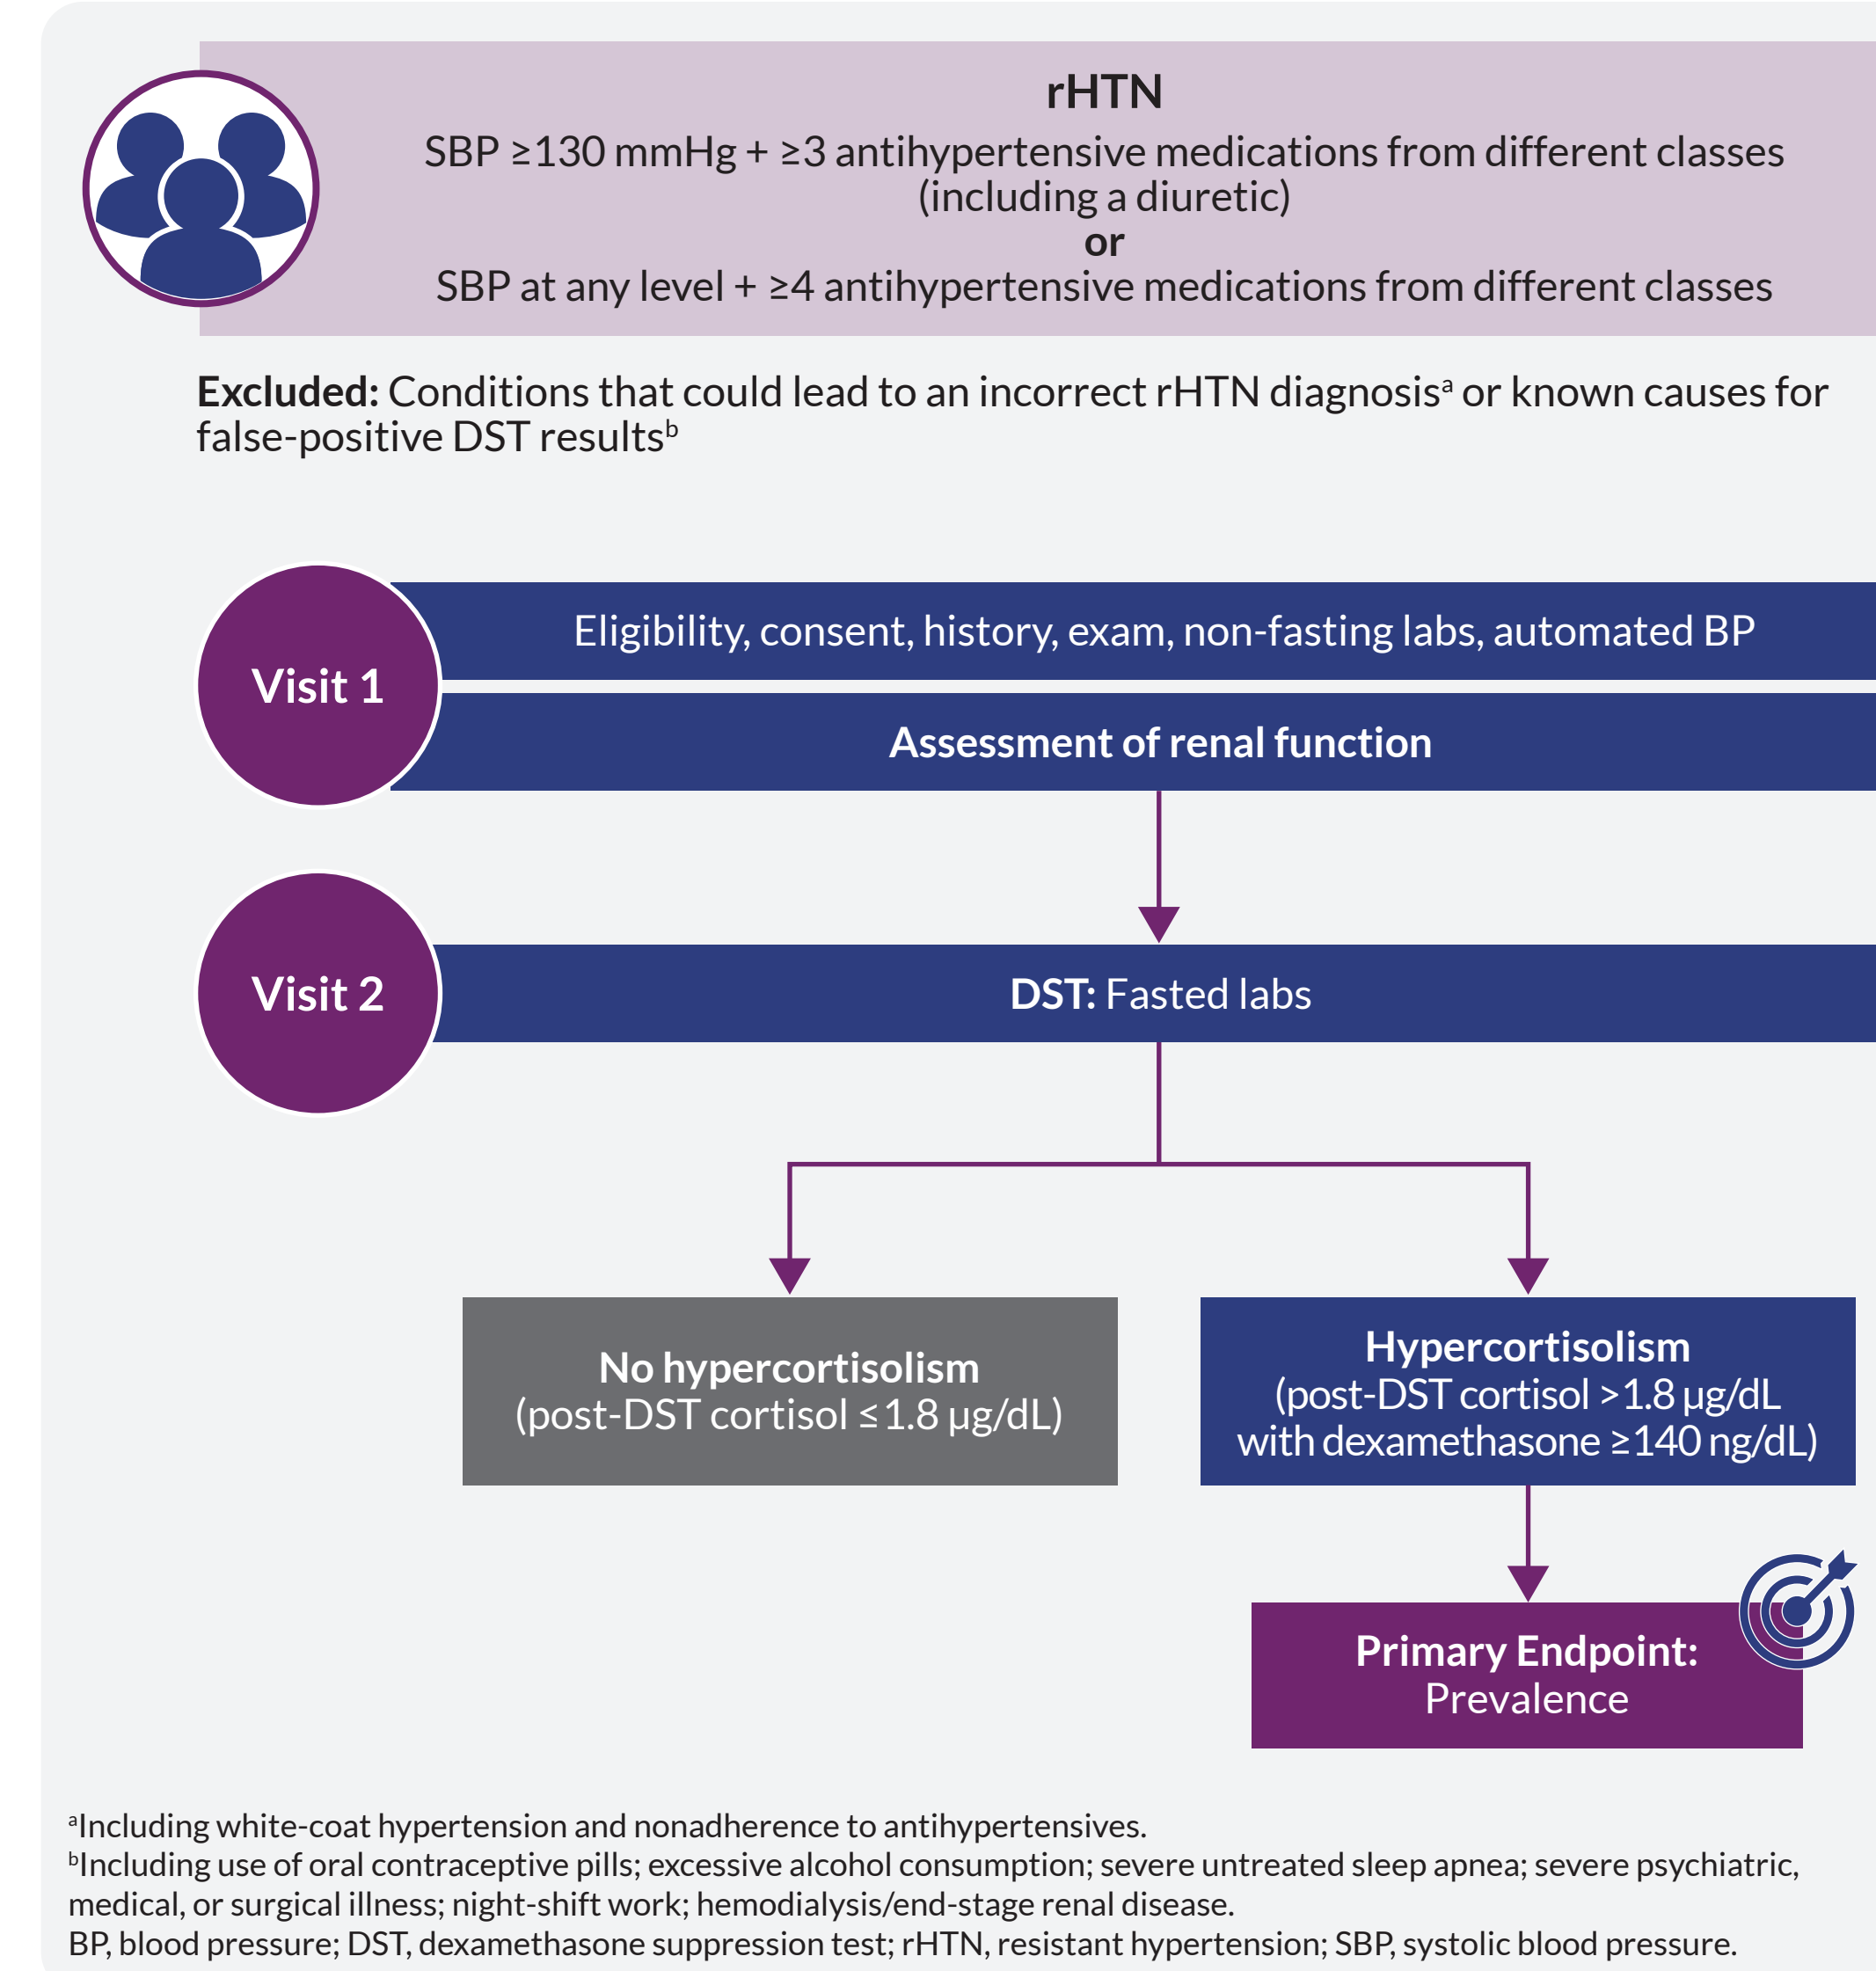 rHTN
SBP ≥130 mmHg + ≥3 antihypertensive medications from different classes
(including a diuretic)
or
SBP at any level + ≥4 antihypertensive medications from different classes
Excluded: Conditions that could lead to an incorrect rHTN diagnosisᵃ or known causes for
false-positive DST resultsᵇ
Visit 1
Eligibility, consent, history, exam, non-fasting labs, automated BP
Assessment of renal function
Visit 2
DST: Fasted labs
No hypercortisolism
(post-DST cortisol ≤1.8 µg/dL)
Hypercortisolism
(post-DST cortisol >1.8 µg/dL
with dexamethasone ≥140 ng/dL)
Primary Endpoint:
Prevalence
ᵃIncluding white-coat hypertension and nonadherence to antihypertensives.
ᵇIncluding use of oral contraceptive pills; excessive alcohol consumption; severe untreated sleep apnea; severe psychiatric,
medical, or surgical illness; night-shift work; hemodialysis/end-stage renal disease.
BP, blood pressure; DST, dexamethasone suppression test; rHTN, resistant hypertension; SBP, systolic blood pressure.